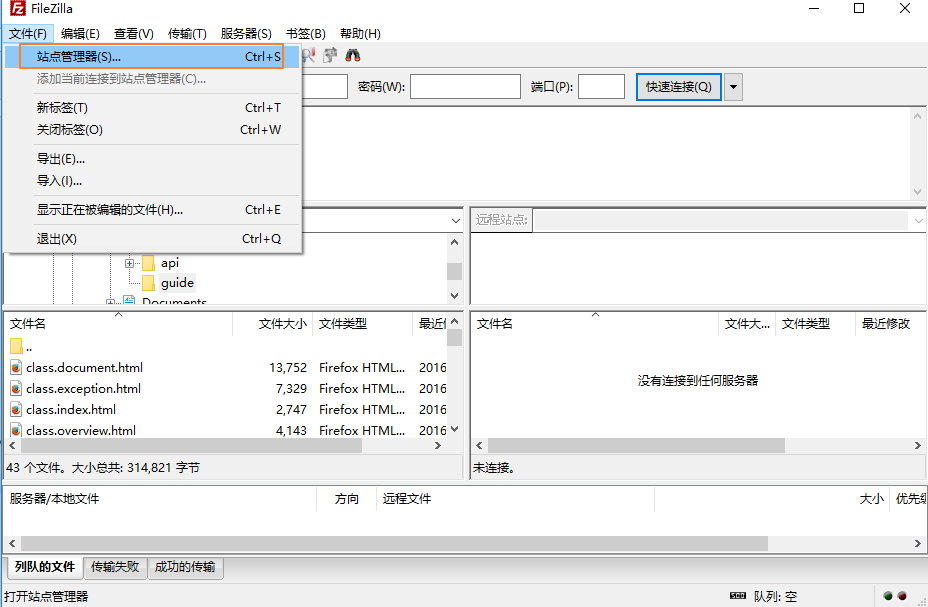 FileZilla
文件(F) 编辑(E) 查看(V) 传输(T) 服务器(S) 书签(B) 帮助(H)
站点管理器(S)... Ctrl+S
添加当前连接到站点管理器(C)...
密码(W): 端口(P): 快速连接(Q)
新标签(T) Ctrl+T
关闭标签(O) Ctrl+W
导出(E)...
导入(I)...
显示正在被编辑的文件(H)... Ctrl+E
远程站点:
退出(X) Ctrl+Q
api
guide
Documents
文件名 文件大小 文件类型 最近 文件名 文件大... 文件类型 最近修改
..
class.document.html 13,752 Firefox HTML... 2016
class.exception.html 7,329 Firefox HTML... 2016
没有连接到任何服务器
class.index.html 2,747 Firefox HTML... 2016
class.overview.html 4,143 Firefox HTML... 2016
43 个文件。大小总共: 314,821 字节 未连接。
服务器/本地文件 方向 远程文件 大小 优先级
列队的文件 传输失败 成功的传输
打开站点管理器 队列: 空